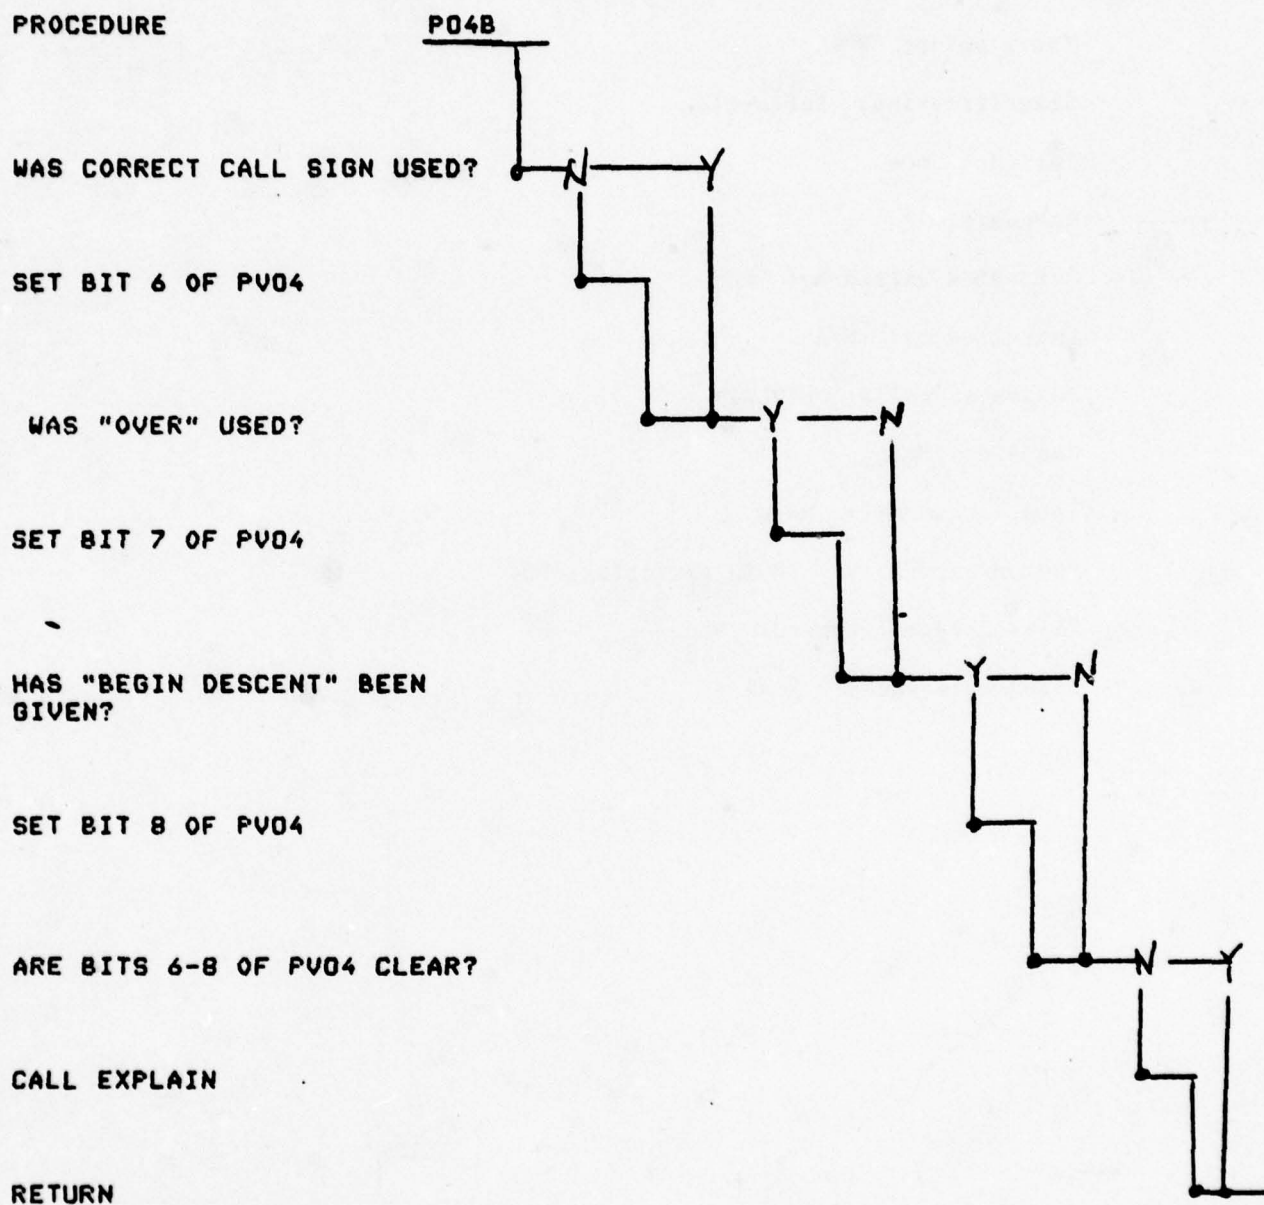 PROCEDURE P04B
WAS CORRECT CALL SIGN USED? N Y
SET BIT 6 OF PV04
WAS "OVER" USED? Y N
SET BIT 7 OF PV04
HAS "BEGIN DESCENT" BEEN Y N
GIVEN?
SET BIT 8 OF PV04
ARE BITS 6-8 OF PV04 CLEAR? N Y
CALL EXPLAIN
RETURN